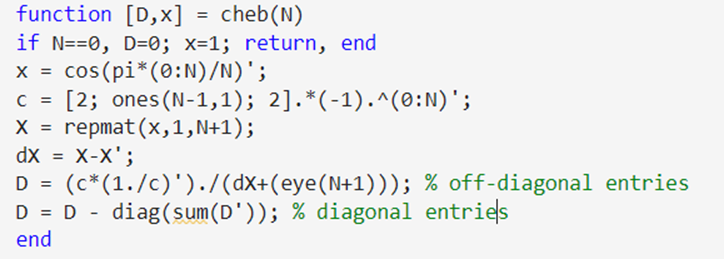 function [D,x] = cheb(N)
if N==0, D=0; x=1; return, end
x = cos(pi*(0:N)/N)';
c = [2; ones(N-1,1); 2].*(-1).^(0:N)';
X = repmat(x,1,N+1);
dX = X-X';
D = (c*(1./c)')./(dX+(eye(N+1))); % off-diagonal entries
D = D - diag(sum(D')); % diagonal entries
end